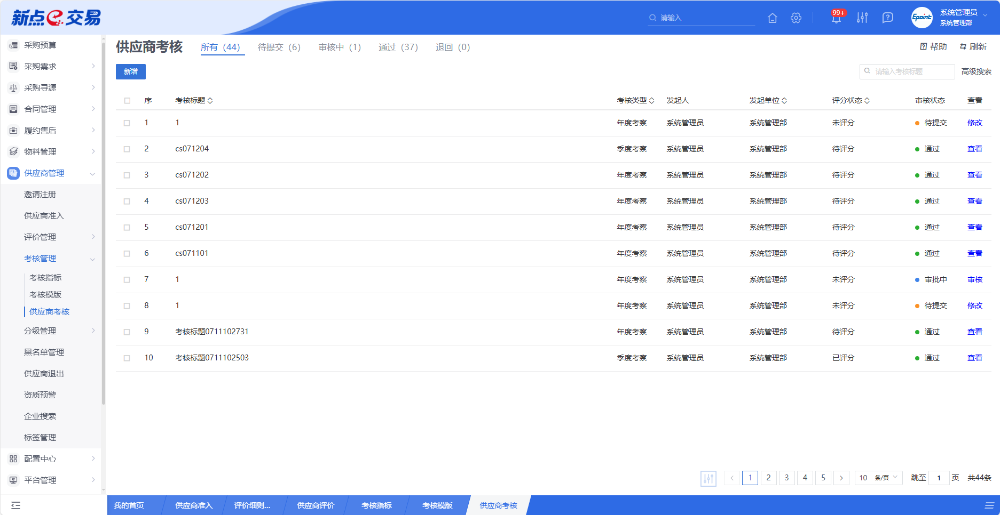 新点e交易
请输入
99+
Epoint
系统管理员
系统管理部
采购预算
采购需求
采购寻源
合同管理
履约售后
物料管理
供应商管理
邀请注册
供应商准入
评价管理
考核管理
考核指标
考核模版
供应商考核
分级管理
黑名单管理
供应商退出
资质预警
企业搜索
标签管理
配置中心
平台管理
供应商考核 所有（44） 待提交（6） 审核中（1） 通过（37） 退回（0） 帮助 刷新
新增 请输入考核标题 高级搜索
序 考核标题 考核类型 发起人 发起单位 评分状态 审核状态 查看
1 1 年度考察 系统管理员 系统管理部 未评分 待提交 修改
2 cs071204 季度考察 系统管理员 系统管理部 待评分 通过 查看
3 cs071202 年度考察 系统管理员 系统管理部 待评分 通过 查看
4 cs071203 年度考察 系统管理员 系统管理部 待评分 通过 查看
5 cs071201 年度考察 系统管理员 系统管理部 待评分 通过 查看
6 cs071101 年度考察 系统管理员 系统管理部 待评分 通过 查看
7 1 年度考察 系统管理员 系统管理部 未评分 审批中 审核
8 1 年度考察 系统管理员 系统管理部 未评分 待提交 修改
9 考核标题0711102731 年度考察 系统管理员 系统管理部 待评分 通过 查看
10 考核标题0711102503 季度考察 系统管理员 系统管理部 已评分 通过 查看
1 2 3 4 5 10 条/页 跳至 1 页 共44条
我的首页 供应商准入 评价细则... 供应商评价 考核指标 考核模版 供应商考核